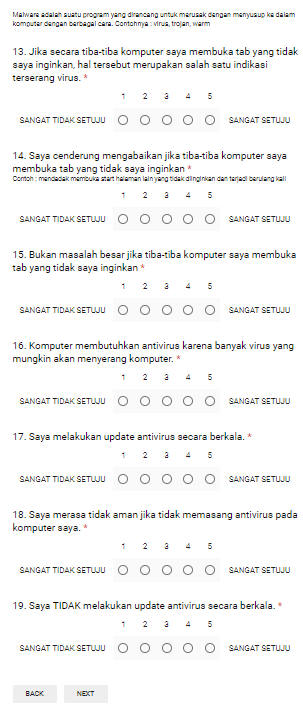 Malware adalah suatu program yang dirancang untuk merusak dengan menyusup ke dalam
komputer dengan berbagai cara. Contohnya : virus, trojan, warm
13. Jika secara tiba-tiba komputer saya membuka tab yang tidak
saya inginkan, hal tersebut merupakan salah satu indikasi
terserang virus. *
1 2 3 4 5
SANGAT TIDAK SETUJU SANGAT SETUJU
14. Saya cenderung mengabaikan jika tiba-tiba komputer saya
membuka tab yang tidak saya inginkan *
Contoh : mendadak membuka start halaman lain yang tidak diinginkan dan terjadi berulang kali
1 2 3 4 5
SANGAT TIDAK SETUJU SANGAT SETUJU
15. Bukan masalah besar jika tiba-tiba komputer saya membuka
tab yang tidak saya inginkan *
1 2 3 4 5
SANGAT TIDAK SETUJU SANGAT SETUJU
16. Komputer membutuhkan antivirus karena banyak virus yang
mungkin akan menyerang komputer. *
1 2 3 4 5
SANGAT TIDAK SETUJU SANGAT SETUJU
17. Saya melakukan update antivirus secara berkala. *
1 2 3 4 5
SANGAT TIDAK SETUJU SANGAT SETUJU
18. Saya merasa tidak aman jika tidak memasang antivirus pada
komputer saya. *
1 2 3 4 5
SANGAT TIDAK SETUJU SANGAT SETUJU
19. Saya TIDAK melakukan update antivirus secara berkala. *
1 2 3 4 5
SANGAT TIDAK SETUJU SANGAT SETUJU
BACK NEXT